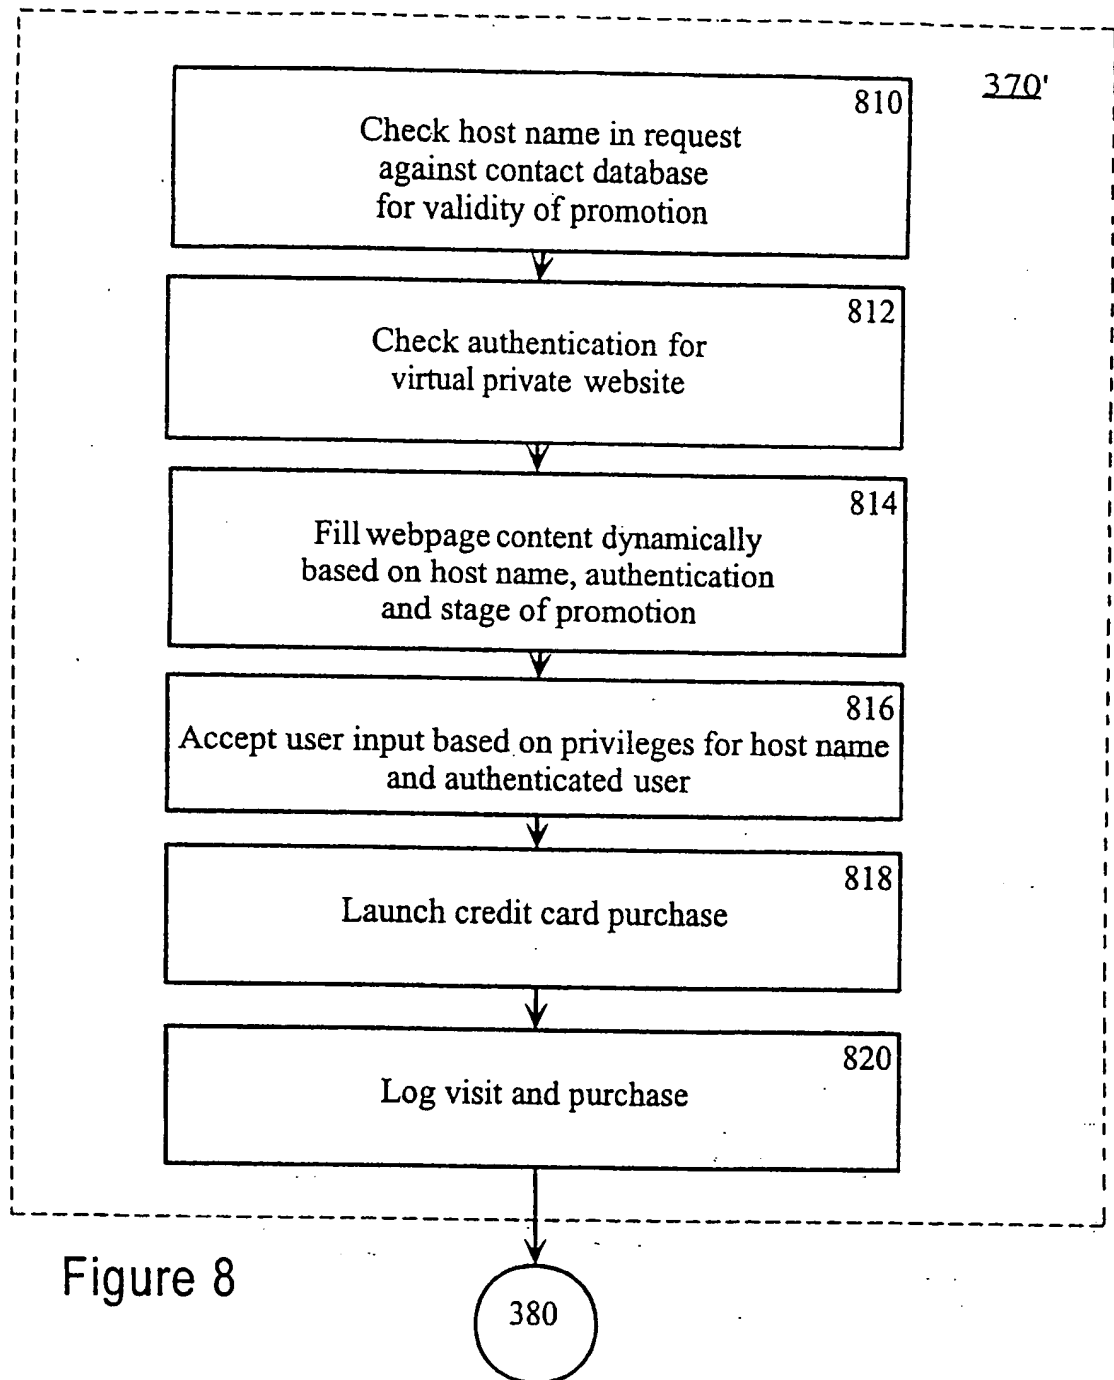 370'
810
Check host name in request
against contact database
for validity of promotion
812
Check authentication for
virtual private website
814
Fill webpage content dynamically
based on host name, authentication
and stage of promotion
816
Accept user input based on privileges for host name
and authenticated user
818
Launch credit card purchase
820
Log visit and purchase
Figure 8
380